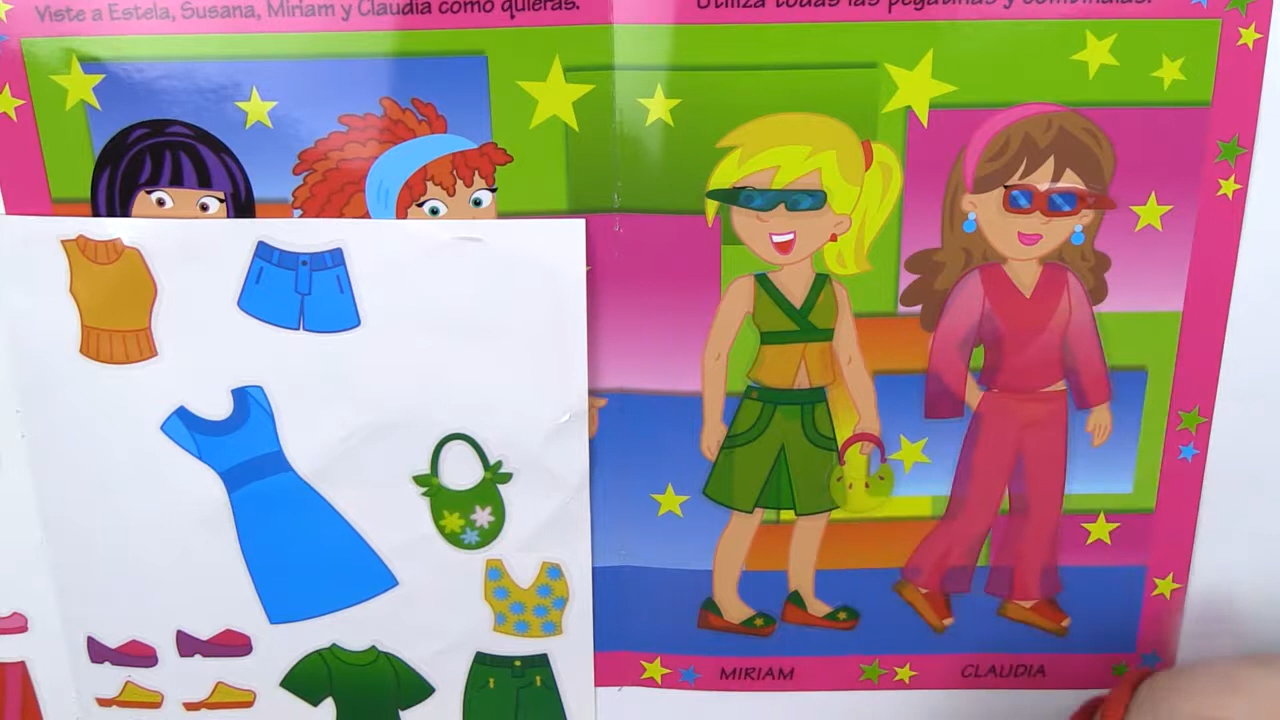 Viste a Estela, Susana, Miriam y Claudia como quieras.
Utiliza todas las pegatinas y combínalas.
MIRIAM
CLAUDIA